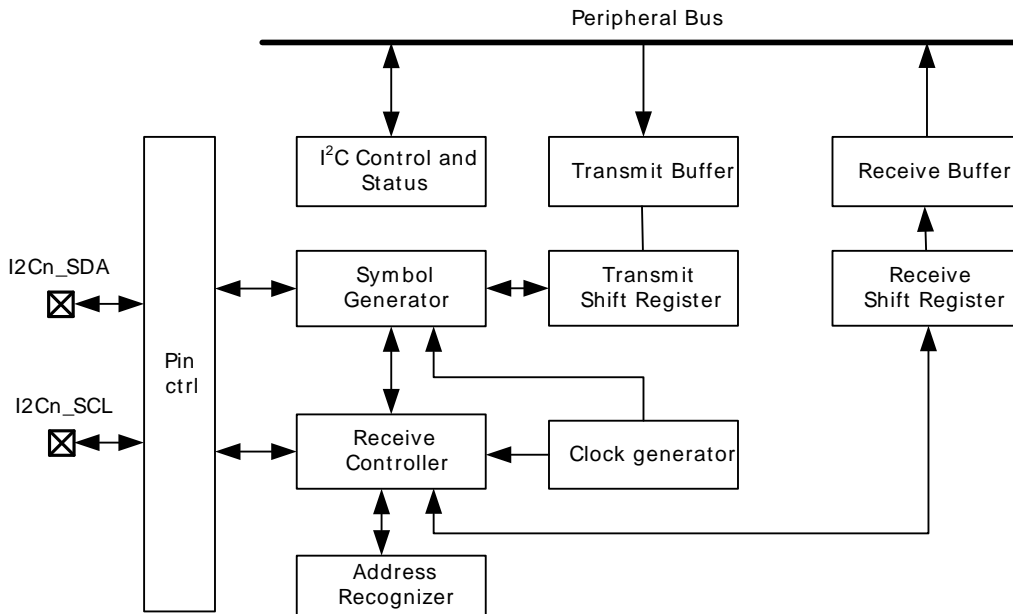 Peripheral Bus
I²C Control and
Status
Transmit Buffer
Receive Buffer
I2Cn_SDA
Symbol
Generator
Transmit
Shift Register
Receive
Shift Register
Pin
ctrl
I2Cn_SCL
Receive
Controller
Clock generator
Address
Recognizer